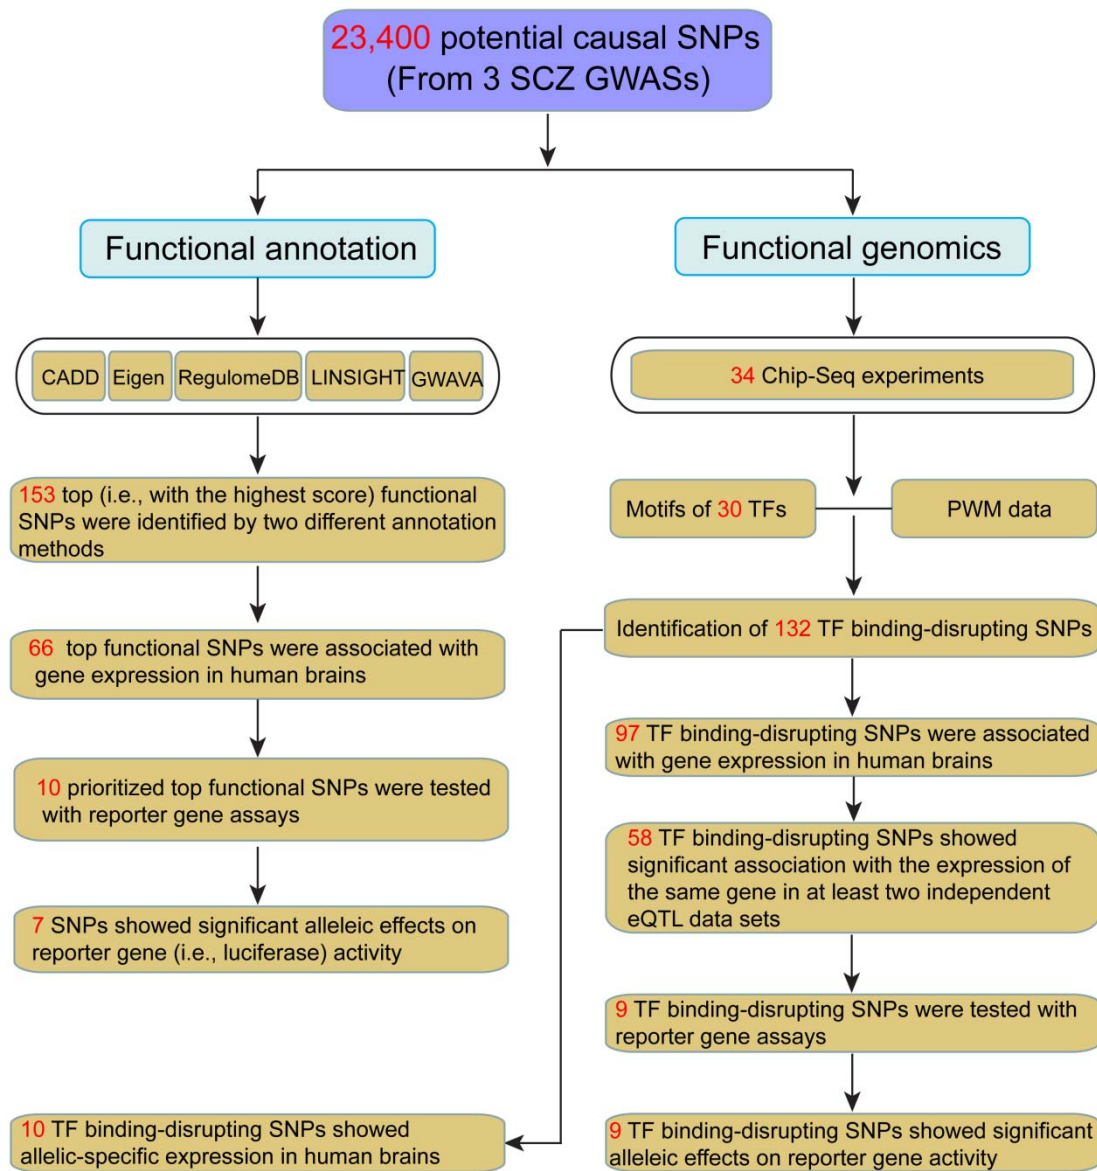 23,400 potential causal SNPs
(From 3 SCZ GWASs)
Functional annotation
Functional genomics
CADD
Eigen
RegulomeDB
LINSIGHT
GWAVA
34 Chip-Seq experiments
153 top (i.e., with the highest score) functional
SNPs were identified by two different annotation
methods
Motifs of 30 TFs
PWM data
66 top functional SNPs were associated with
gene expression in human brains
Identification of 132 TF binding-disrupting SNPs
97 TF binding-disrupting SNPs were associated
with gene expression in human brains
10 prioritized top functional SNPs were tested
with reporter gene assays
58 TF binding-disrupting SNPs showed
significant association with the expression of
the same gene in at least two independent
eQTL data sets
7 SNPs showed significant alleleic effects on
reporter gene (i.e., luciferase) activity
9 TF binding-disrupting SNPs were tested with
reporter gene assays
10 TF binding-disrupting SNPs showed
allelic-specific expression in human brains
9 TF binding-disrupting SNPs showed significant
alleleic effects on reporter gene activity